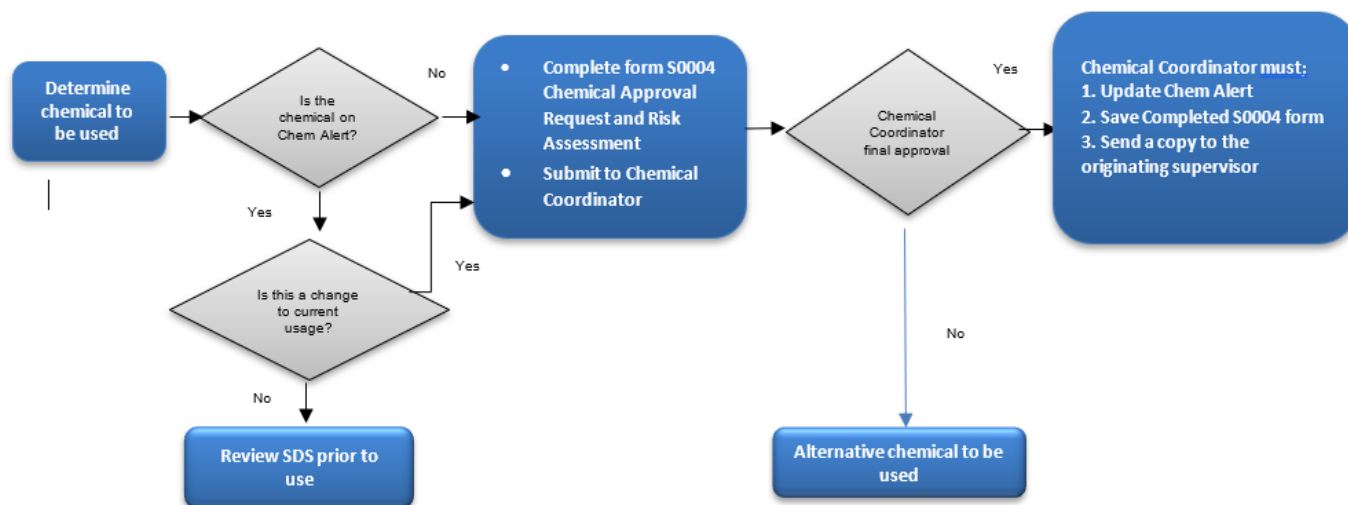 Determine
chemical to
be used
Is the
chemical on
Chem Alert?
No
Yes
Is this a change
to current
usage?
Yes
No
Review SDS prior to
use
• Complete form S0004
Chemical Approval
Request and Risk
Assessment
• Submit to Chemical
Coordinator
Chemical
Coordinator
final approval
Yes
Chemical Coordinator must;
1. Update Chem Alert
2. Save Completed S0004 form
3. Send a copy to the
originating supervisor
No
Alternative chemical to be
used